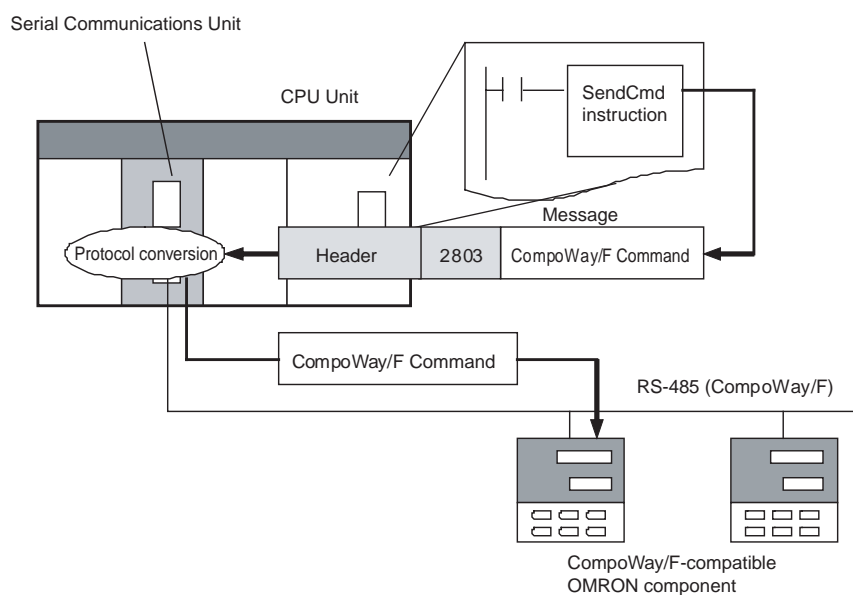 Serial Communications Unit
CPU Unit
SendCmd
instruction
Message
Protocol conversion
Header
2803
CompoWay/F Command
CompoWay/F Command
RS-485 (CompoWay/F)
CompoWay/F-compatible
OMRON component